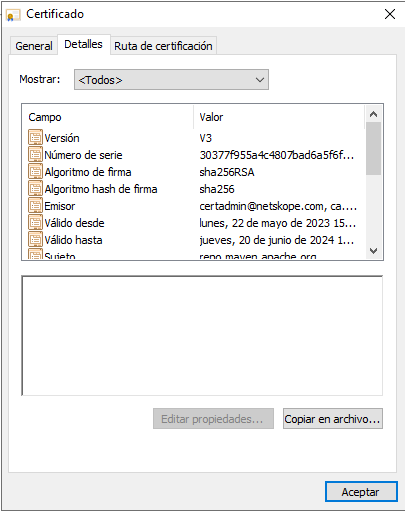 Certificado
General Detalles Ruta de certificación
Mostrar: <Todos>
Campo Valor
Versión V3
Número de serie 30377f955a4c4807bad6a5f6f...
Algoritmo de firma sha256RSA
Algoritmo hash de firma sha256
Emisor certadmin@netskope.com, ca....
Válido desde lunes, 22 de mayo de 2023 15...
Válido hasta jueves, 20 de junio de 2024 1...
Sujeto repo.maven.apache.org
Editar propiedades... Copiar en archivo...
Aceptar